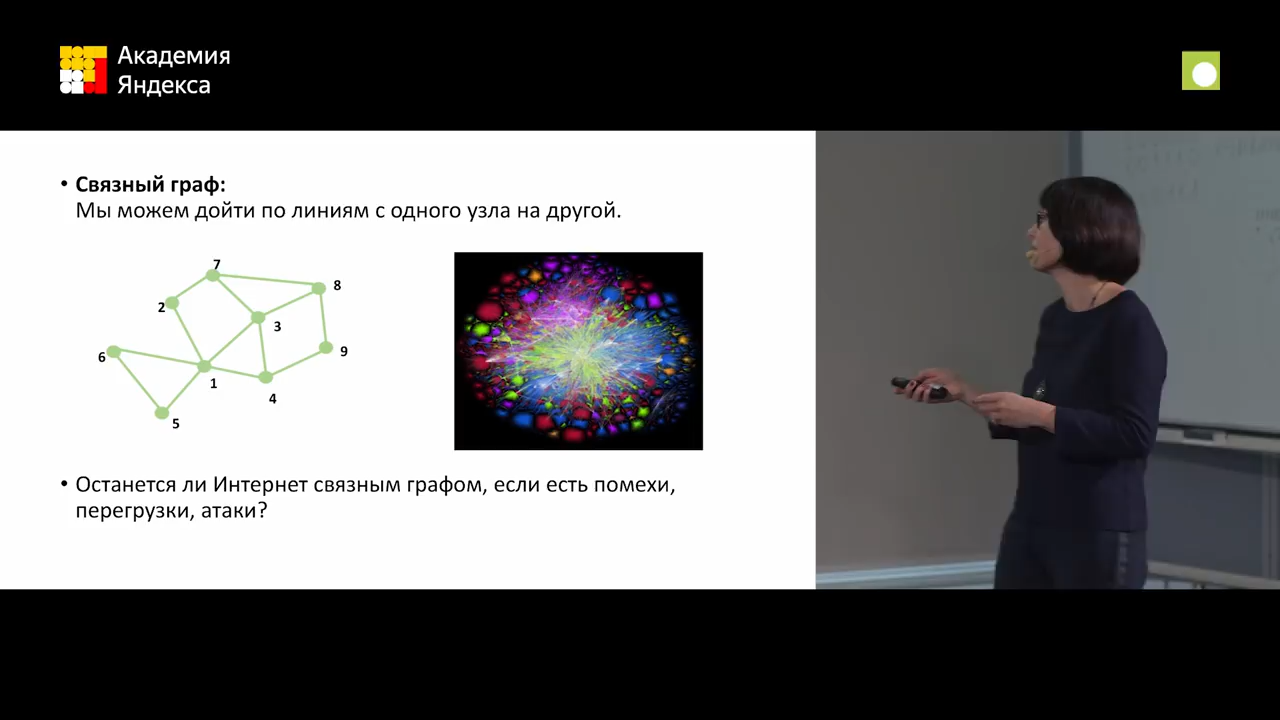 Академия
Яндекса
• Связный граф:
Мы можем дойти по линиям с одного узла на другой.
7
8
2
3
6
9
1
4
5
• Останется ли Интернет связным графом, если есть помехи,
перегрузки, атаки?